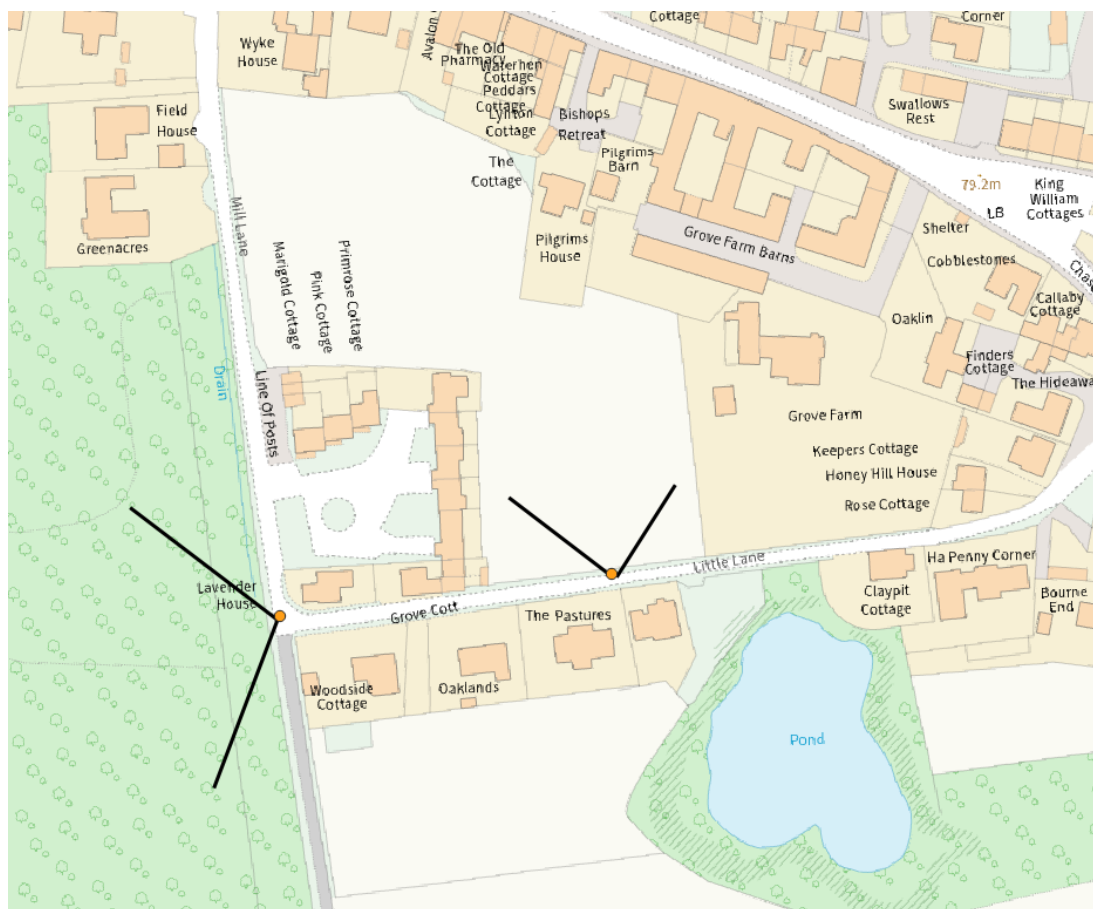 Cottage
Corner
Avalon
Wyke
House
The Old
Pharmacy
Waterhen
Cottage
Peddars
Cottage
Lynton
Cottage
Bishops
Retreat
Swallows
Rest
Field
House
The
Cottage
Pilgrims
Barn
79.2m
King
William
Cottages
LB
Mill Lane
Greenacres
Pilgrims
House
Grove Farm Barns
Shelter
Cobblestones
Chas
Marigold Cottage
Pink Cottage
Primrose Cottage
Callaby
Cottage
Oaklin
Finders
Cottage
The Hideawa
Drain
Line Of Posts
Grove Farm
Keepers Cottage
Honey Hill House
Rose Cottage
Little Lane
Ha Penny Corner
Lavender
House
Grove Cott
The Pastures
Claypit
Cottage
Bourne
End
Woodside
Cottage
Oaklands
Pond